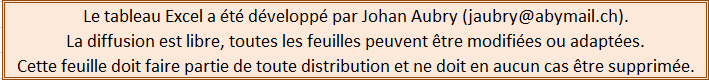 Le tableau Excel a été développé par Johan Aubry (jaubry@abymail.ch).
La diffusion est libre, toutes les feuilles peuvent être modifiées ou adaptées.
Cette feuille doit faire partie de toute distribution et ne doit en aucun cas être supprimée.